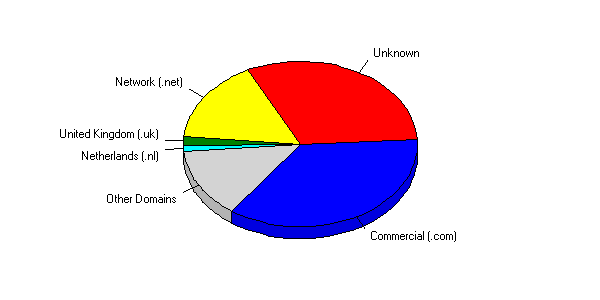 Unknown
Network (.net)
United Kingdom (.uk)
Netherlands (.nl)
Other Domains
Commercial (.com)